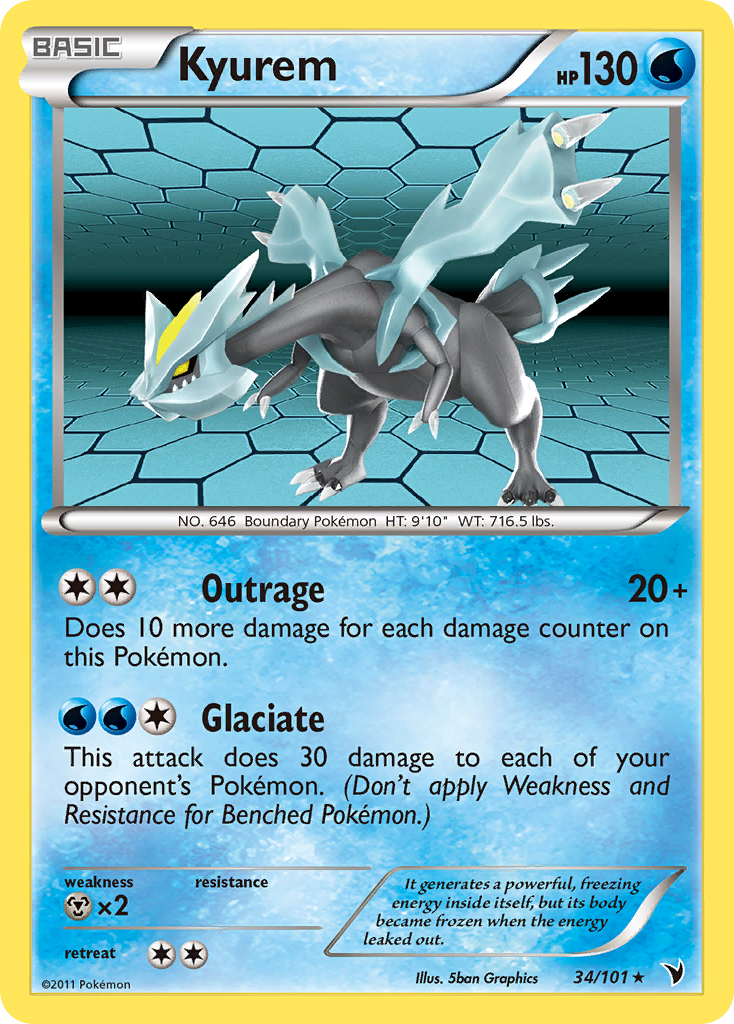 BASIC
Kyurem
HP130
NO. 646 Boundary Pokémon HT: 9'10" WT: 716.5 lbs.
Outrage 20+
Does 10 more damage for each damage counter on
this Pokémon.
Glaciate
This attack does 30 damage to each of your
opponent's Pokémon. (Don't apply Weakness and
Resistance for Benched Pokémon.)
weakness resistance
×2
retreat
It generates a powerful, freezing
energy inside itself, but its body
became frozen when the energy
leaked out.
©2011 Pokémon
Illus. 5ban Graphics 34/101 ★